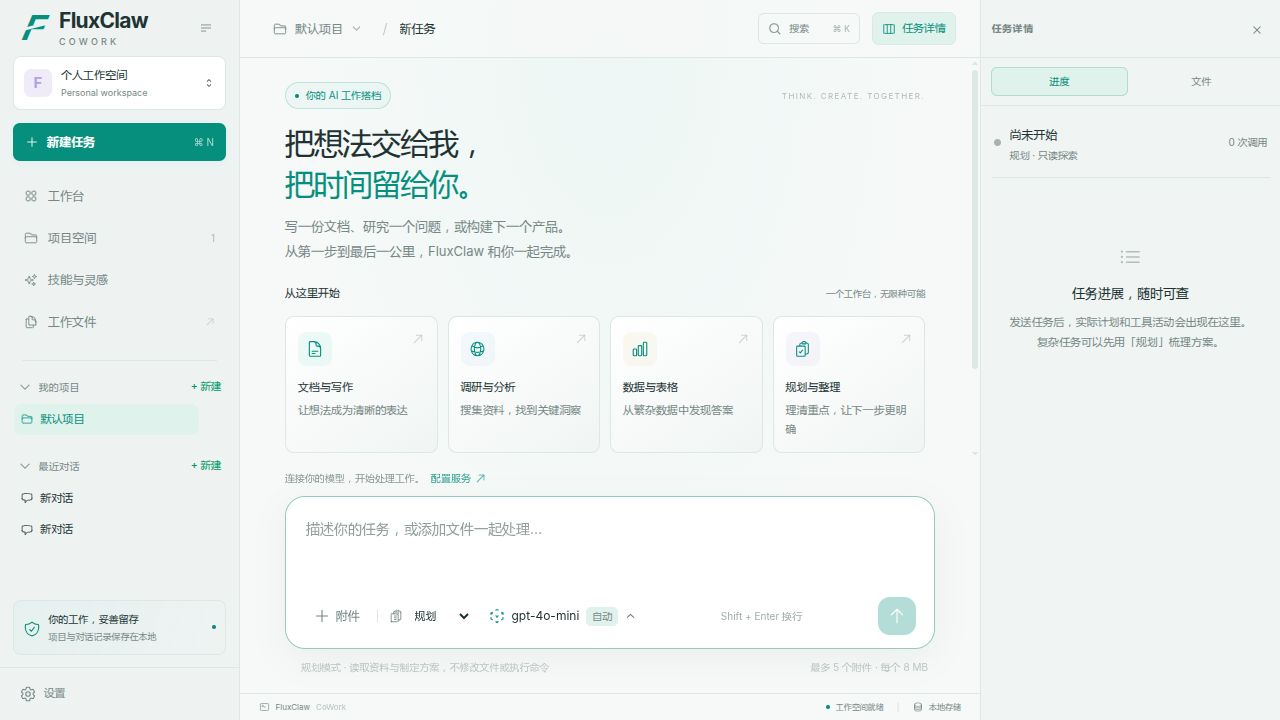 FluxClaw
COWORK
F
个人工作空间
Personal workspace
新建任务
⌘ N
工作台
项目空间
1
技能与灵感
工作文件
我的项目
+ 新建
默认项目
最近对话
+ 新建
新对话
新对话
你的工作，妥善留存
项目与对话记录保存在本地
设置
默认项目 / 新任务
搜索
⌘ K
任务详情
你的 AI 工作搭档
THINK. CREATE. TOGETHER.
把想法交给我，
把时间留给你。
写一份文档、研究一个问题，或构建下一个产品。
从第一步到最后一公里，FluxClaw 和你一起完成。
从这里开始
一个工作台，无限种可能
文档与写作
让想法成为清晰的表达
调研与分析
搜集资料，找到关键洞察
数据与表格
从繁杂数据中发现答案
规划与整理
理清重点，让下一步更明
确
连接你的模型，开始处理工作。 配置服务
描述你的任务，或添加文件一起处理...
附件
规划
gpt-4o-mini
自动
Shift + Enter 换行
规划模式 · 读取资料与制定方案，不修改文件或执行命令
最多 5 个附件 · 每个 8 MB
FluxClaw CoWork
工作空间就绪
本地存储
任务详情
进度
文件
尚未开始
规划 · 只读探索
0 次调用
任务进展，随时可查
发送任务后，实际计划和工具活动会出现在这里。
复杂任务可以先用「规划」梳理方案。